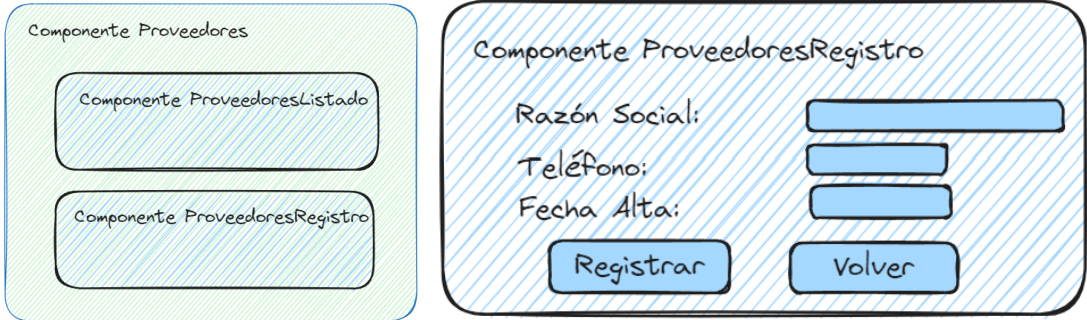 Componente Proveedores
Componente ProveedoresListado
Componente ProveedoresRegistro
Componente ProveedoresRegistro
Razón Social:
Teléfono:
Fecha Alta:
Registrar
Volver